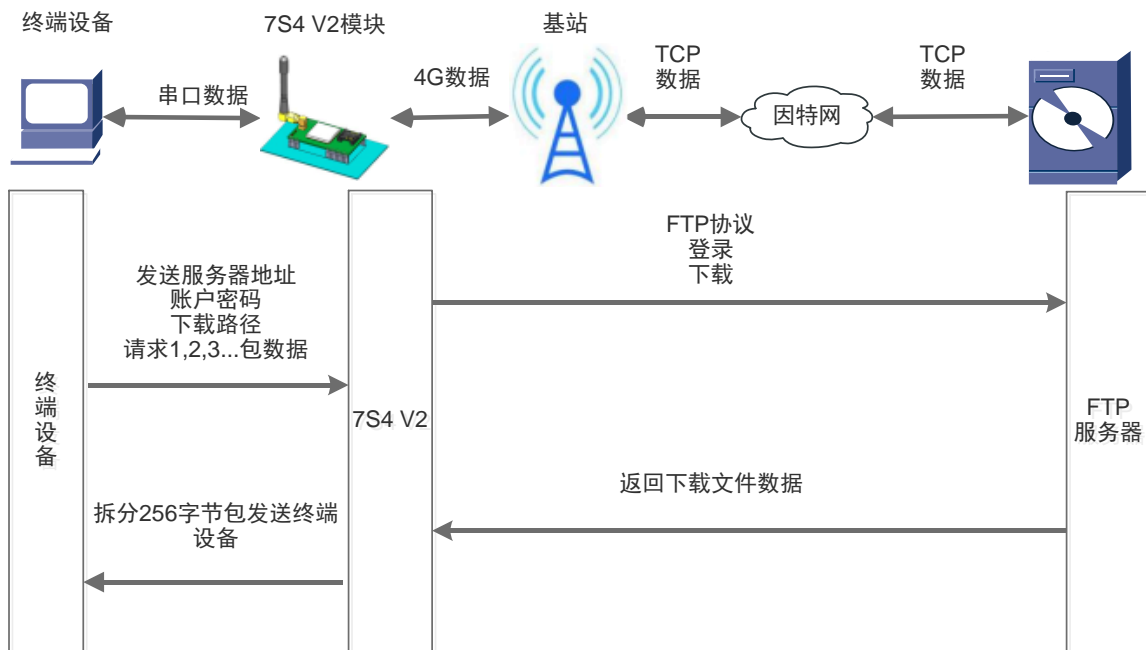 终端设备
7S4 V2模块
基站
串口数据
4G数据
TCP
数据
因特网
TCP
数据
FTP协议
登录
下载
发送服务器地址
账户密码
下载路径
请求1,2,3...包数据
终
端
设
备
7S4 V2
FTP
服务器
返回下载文件数据
拆分256字节包发送终端
设备